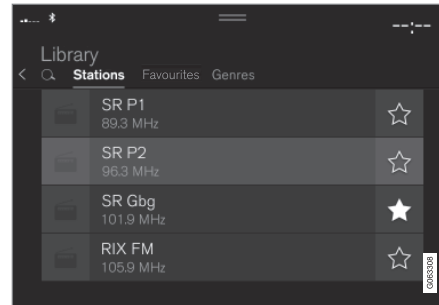 --:--
Library
Stations Favourites Genres
SR P1
89.3 MHz
SR P2
96.3 MHz
SR Gbg
101.9 MHz
RIX FM
105.9 MHz
G063308